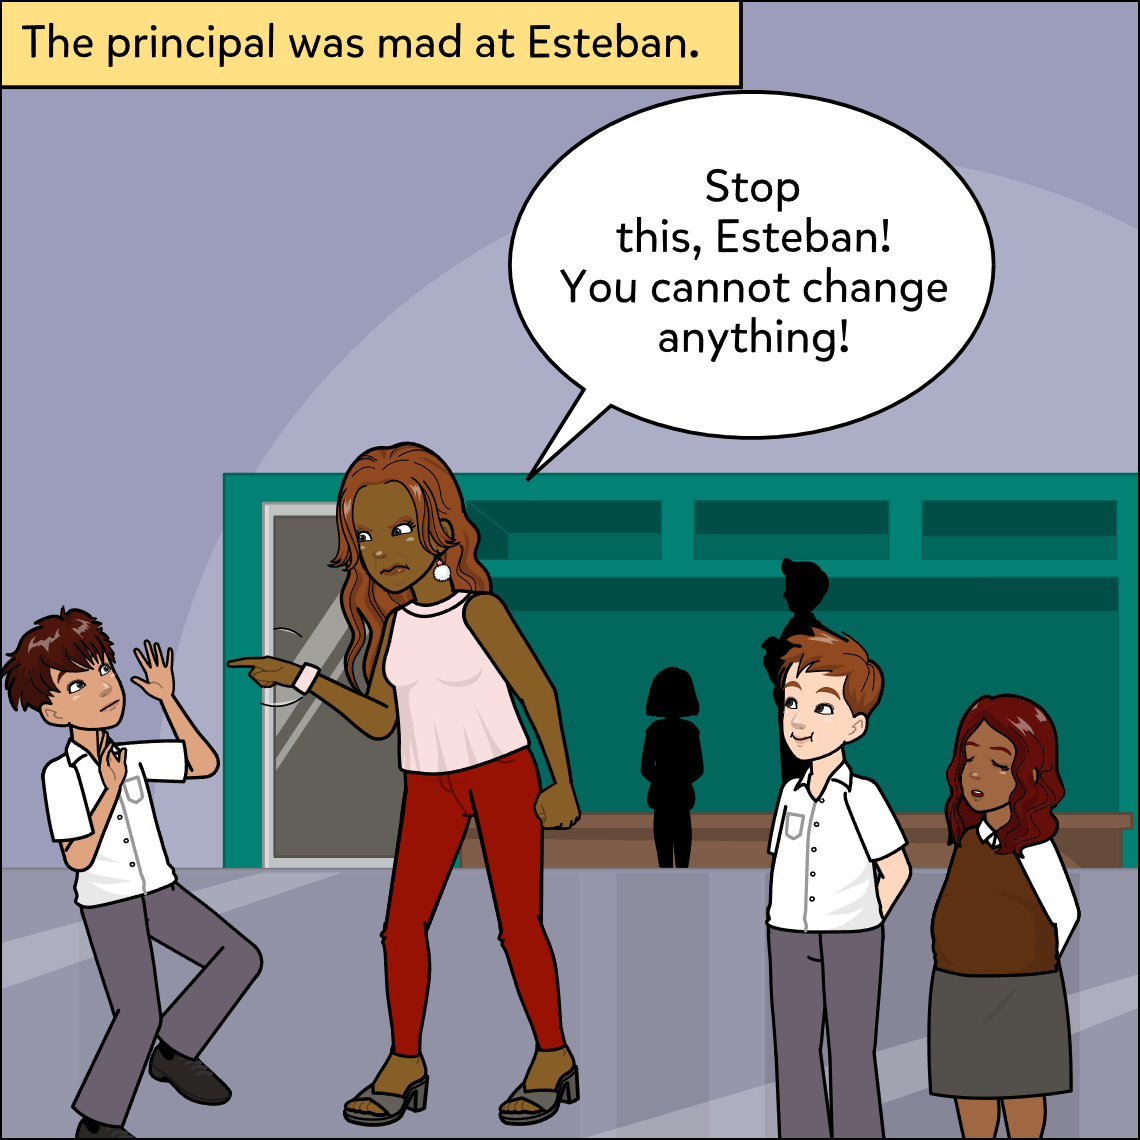 The principal was mad at Esteban.
Stop
this, Esteban!
You cannot change
anything!